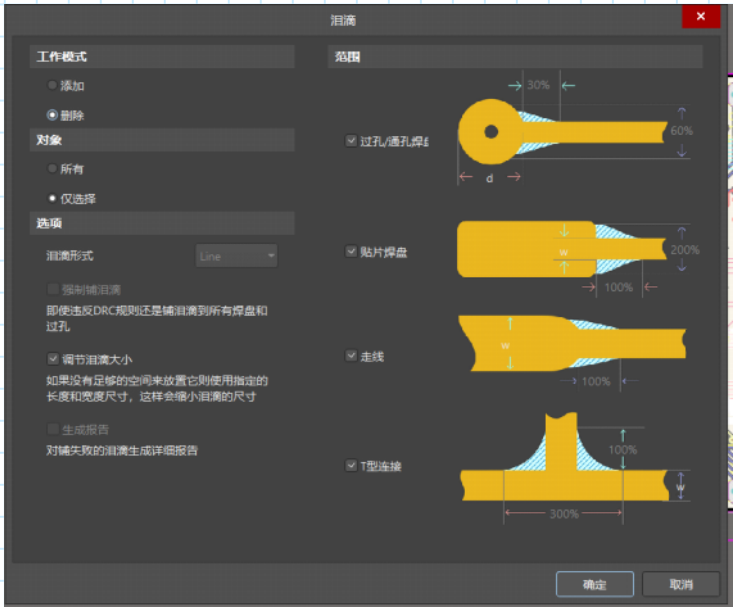 泪滴
工作模式
添加
删除
对象
所有
仅选择
选项
泪滴形式
Line
强制铺泪滴
即使违反DRC规则还是铺泪滴到所有焊盘和
过孔
调节泪滴大小
如果没有足够的空间来放置它则使用指定的
长度和宽度尺寸，这样会缩小泪滴的尺寸
生成报告
对铺失败的泪滴生成详细报告
范围
30%
过孔/通孔焊盘
60%
d
贴片焊盘
w
200%
100%
走线
w
100%
T型连接
100%
w
300%
确定
取消